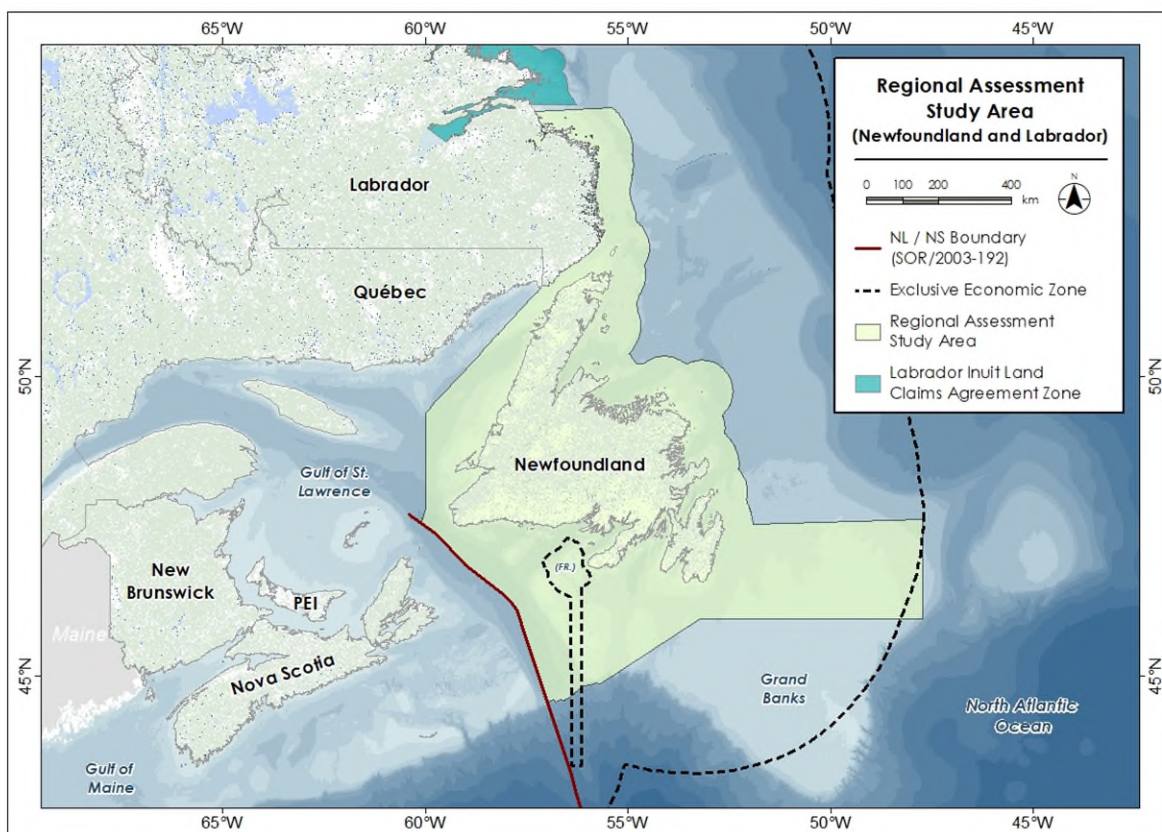 65°W 60°W 55°W 50°W 45°W
Regional Assessment
Study Area
(Newfoundland and Labrador)
0 100 200 400
km
N
NL / NS Boundary
(SOR/2003-192)
Exclusive Economic Zone
Regional Assessment
Study Area
Labrador Inuit Land
Claims Agreement Zone
Labrador
Québec
50°N
50°N
Newfoundland
Gulf of St.
Lawrence
(FR.)
New
Brunswick
PEI
Maine
Nova Scotia
45°N
45°N
Grand
Banks
North Atlantic
Ocean
Gulf of
Maine
65°W 60°W 55°W 50°W 45°W